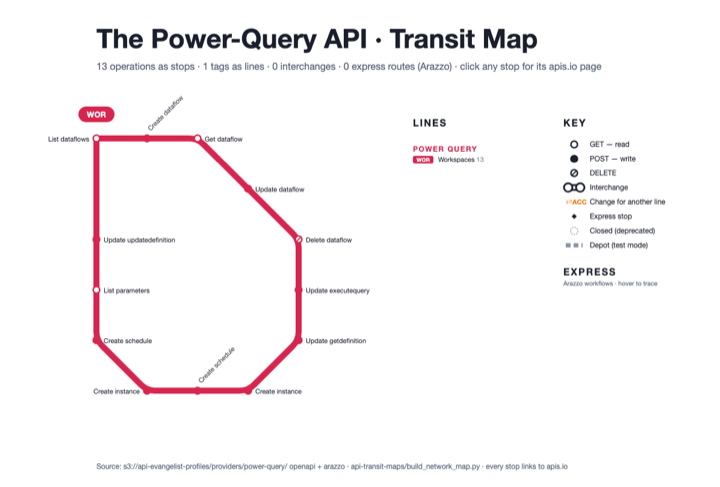 The Power-Query API · Transit Map
13 operations as stops · 1 tags as lines · 0 interchanges · 0 express routes (Arazzo) · click any stop for its apis.io page
WOR
Create dataflow
List dataflows
Get dataflow
Update dataflow
Update updatedefinition
Delete dataflow
List parameters
Update executequery
Create schedule
Update getdefinition
Create schedule
Create instance
Create instance
LINES
POWER QUERY
WOR Workspaces 13
KEY
GET — read
POST — write
DELETE
Interchange
Change for another line
Express stop
Closed (deprecated)
Depot (test mode)
EXPRESS
Arazzo workflows · hover to trace
Source: s3://api-evangelist-profiles/providers/power-query/ openapi + arazzo · api-transit-maps/build_network_map.py · every stop links to apis.io